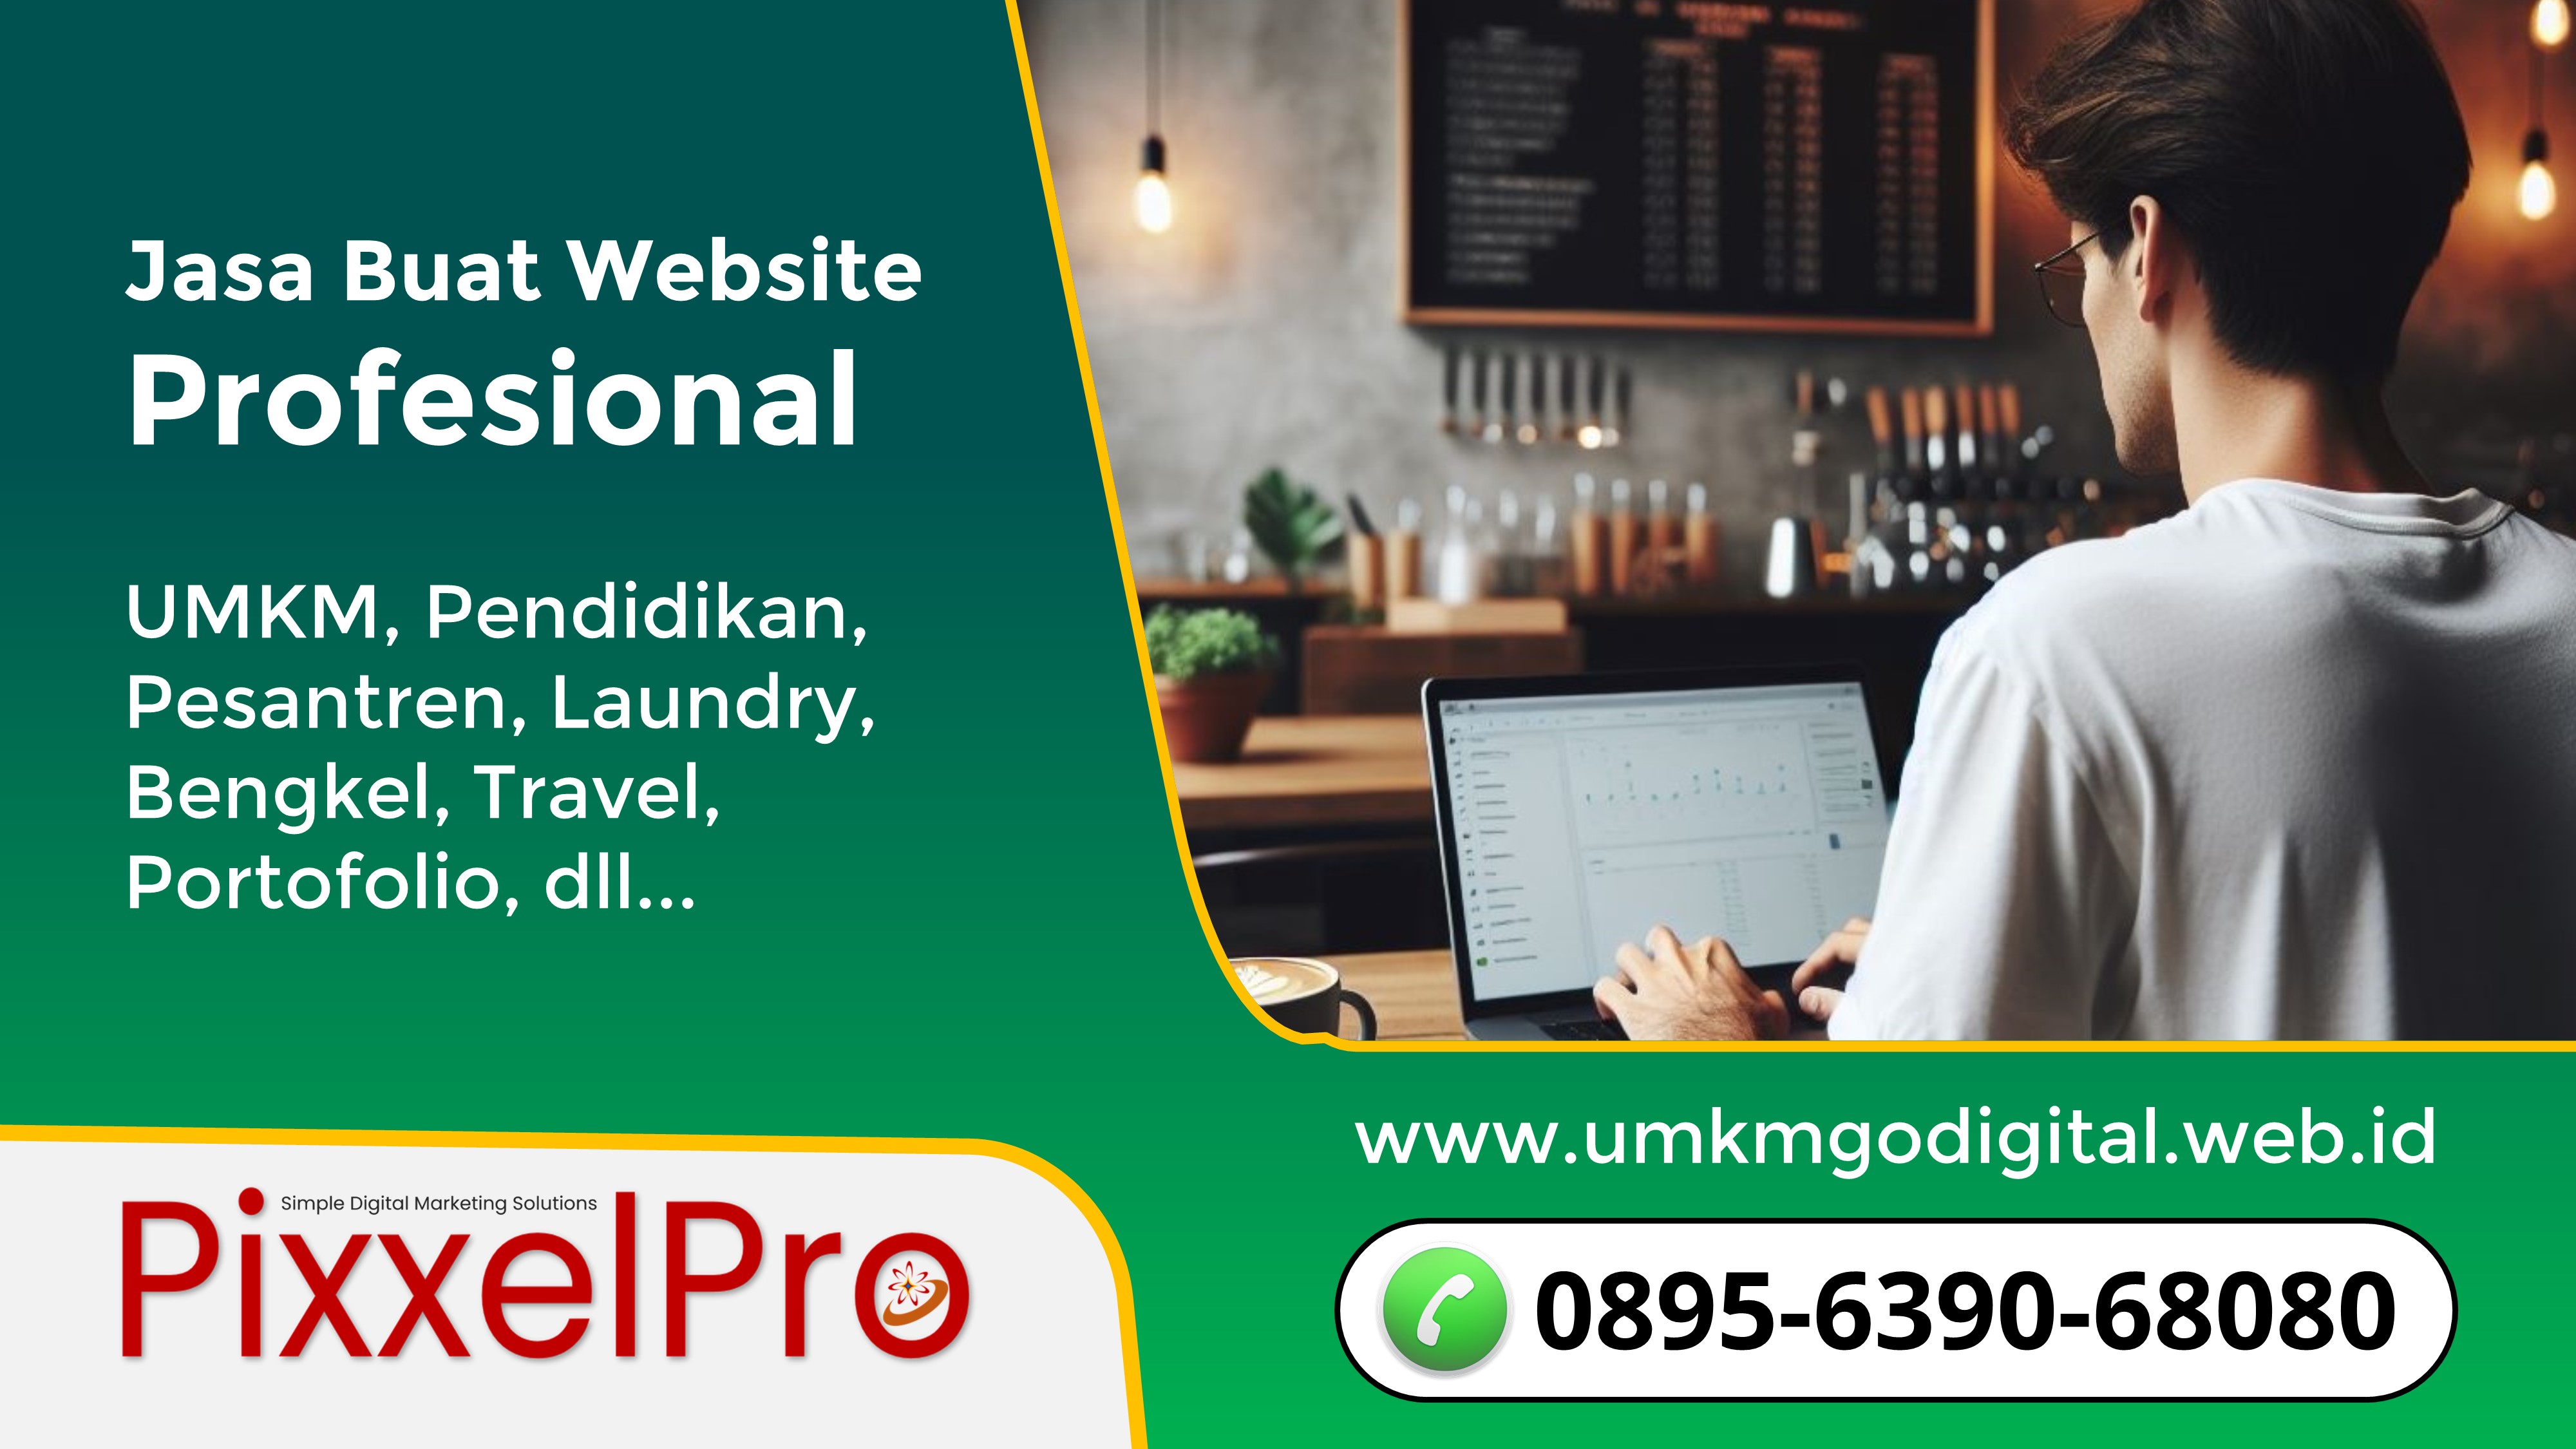 Jasa Buat Website
Profesional
UMKM, Pendidikan,
Pesantren, Laundry,
Bengkel, Travel,
Portofolio, dll...
Simple Digital Marketing Solutions
PixxelPro
www.umkmgodigital.web.id
0895-6390-68080